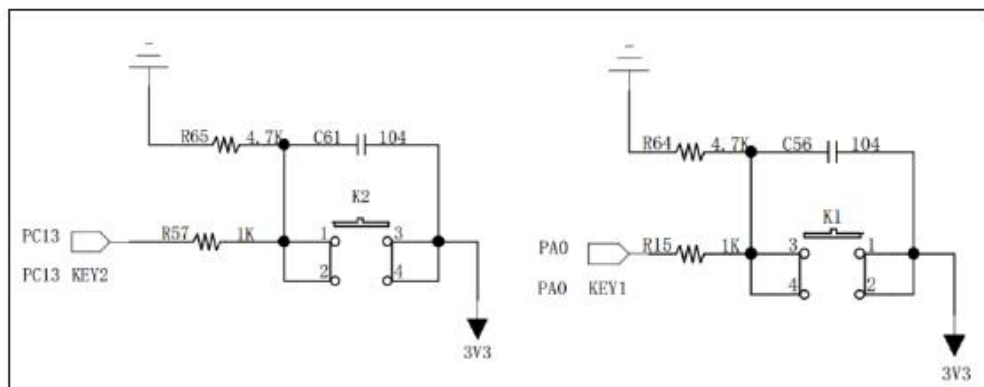 R65 4.7K C61 104
K2
PC13 R57 1K 1 3
PC13 KEY2 2 4
3V3
R64 4.7K C56 104
K1
PA0 R15 1K 3 1
PA0 KEY1 4 2
3V3